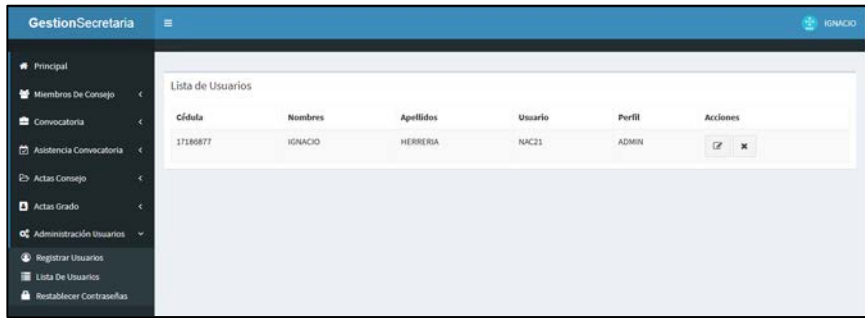 GestionSecretaria
IGNACIO
Principal
Miembros De Consejo
Convocatoria
Asistencia Convocatoria
Actas Consejo
Actas Grado
Administración Usuarios
Registrar Usuarios
Lista De Usuarios
Restablecer Contraseñas
Lista de Usuarios
Cédula Nombres Apellidos Usuario Perfil Acciones
17186877 IGNACIO HERRERIA NAC21 ADMIN